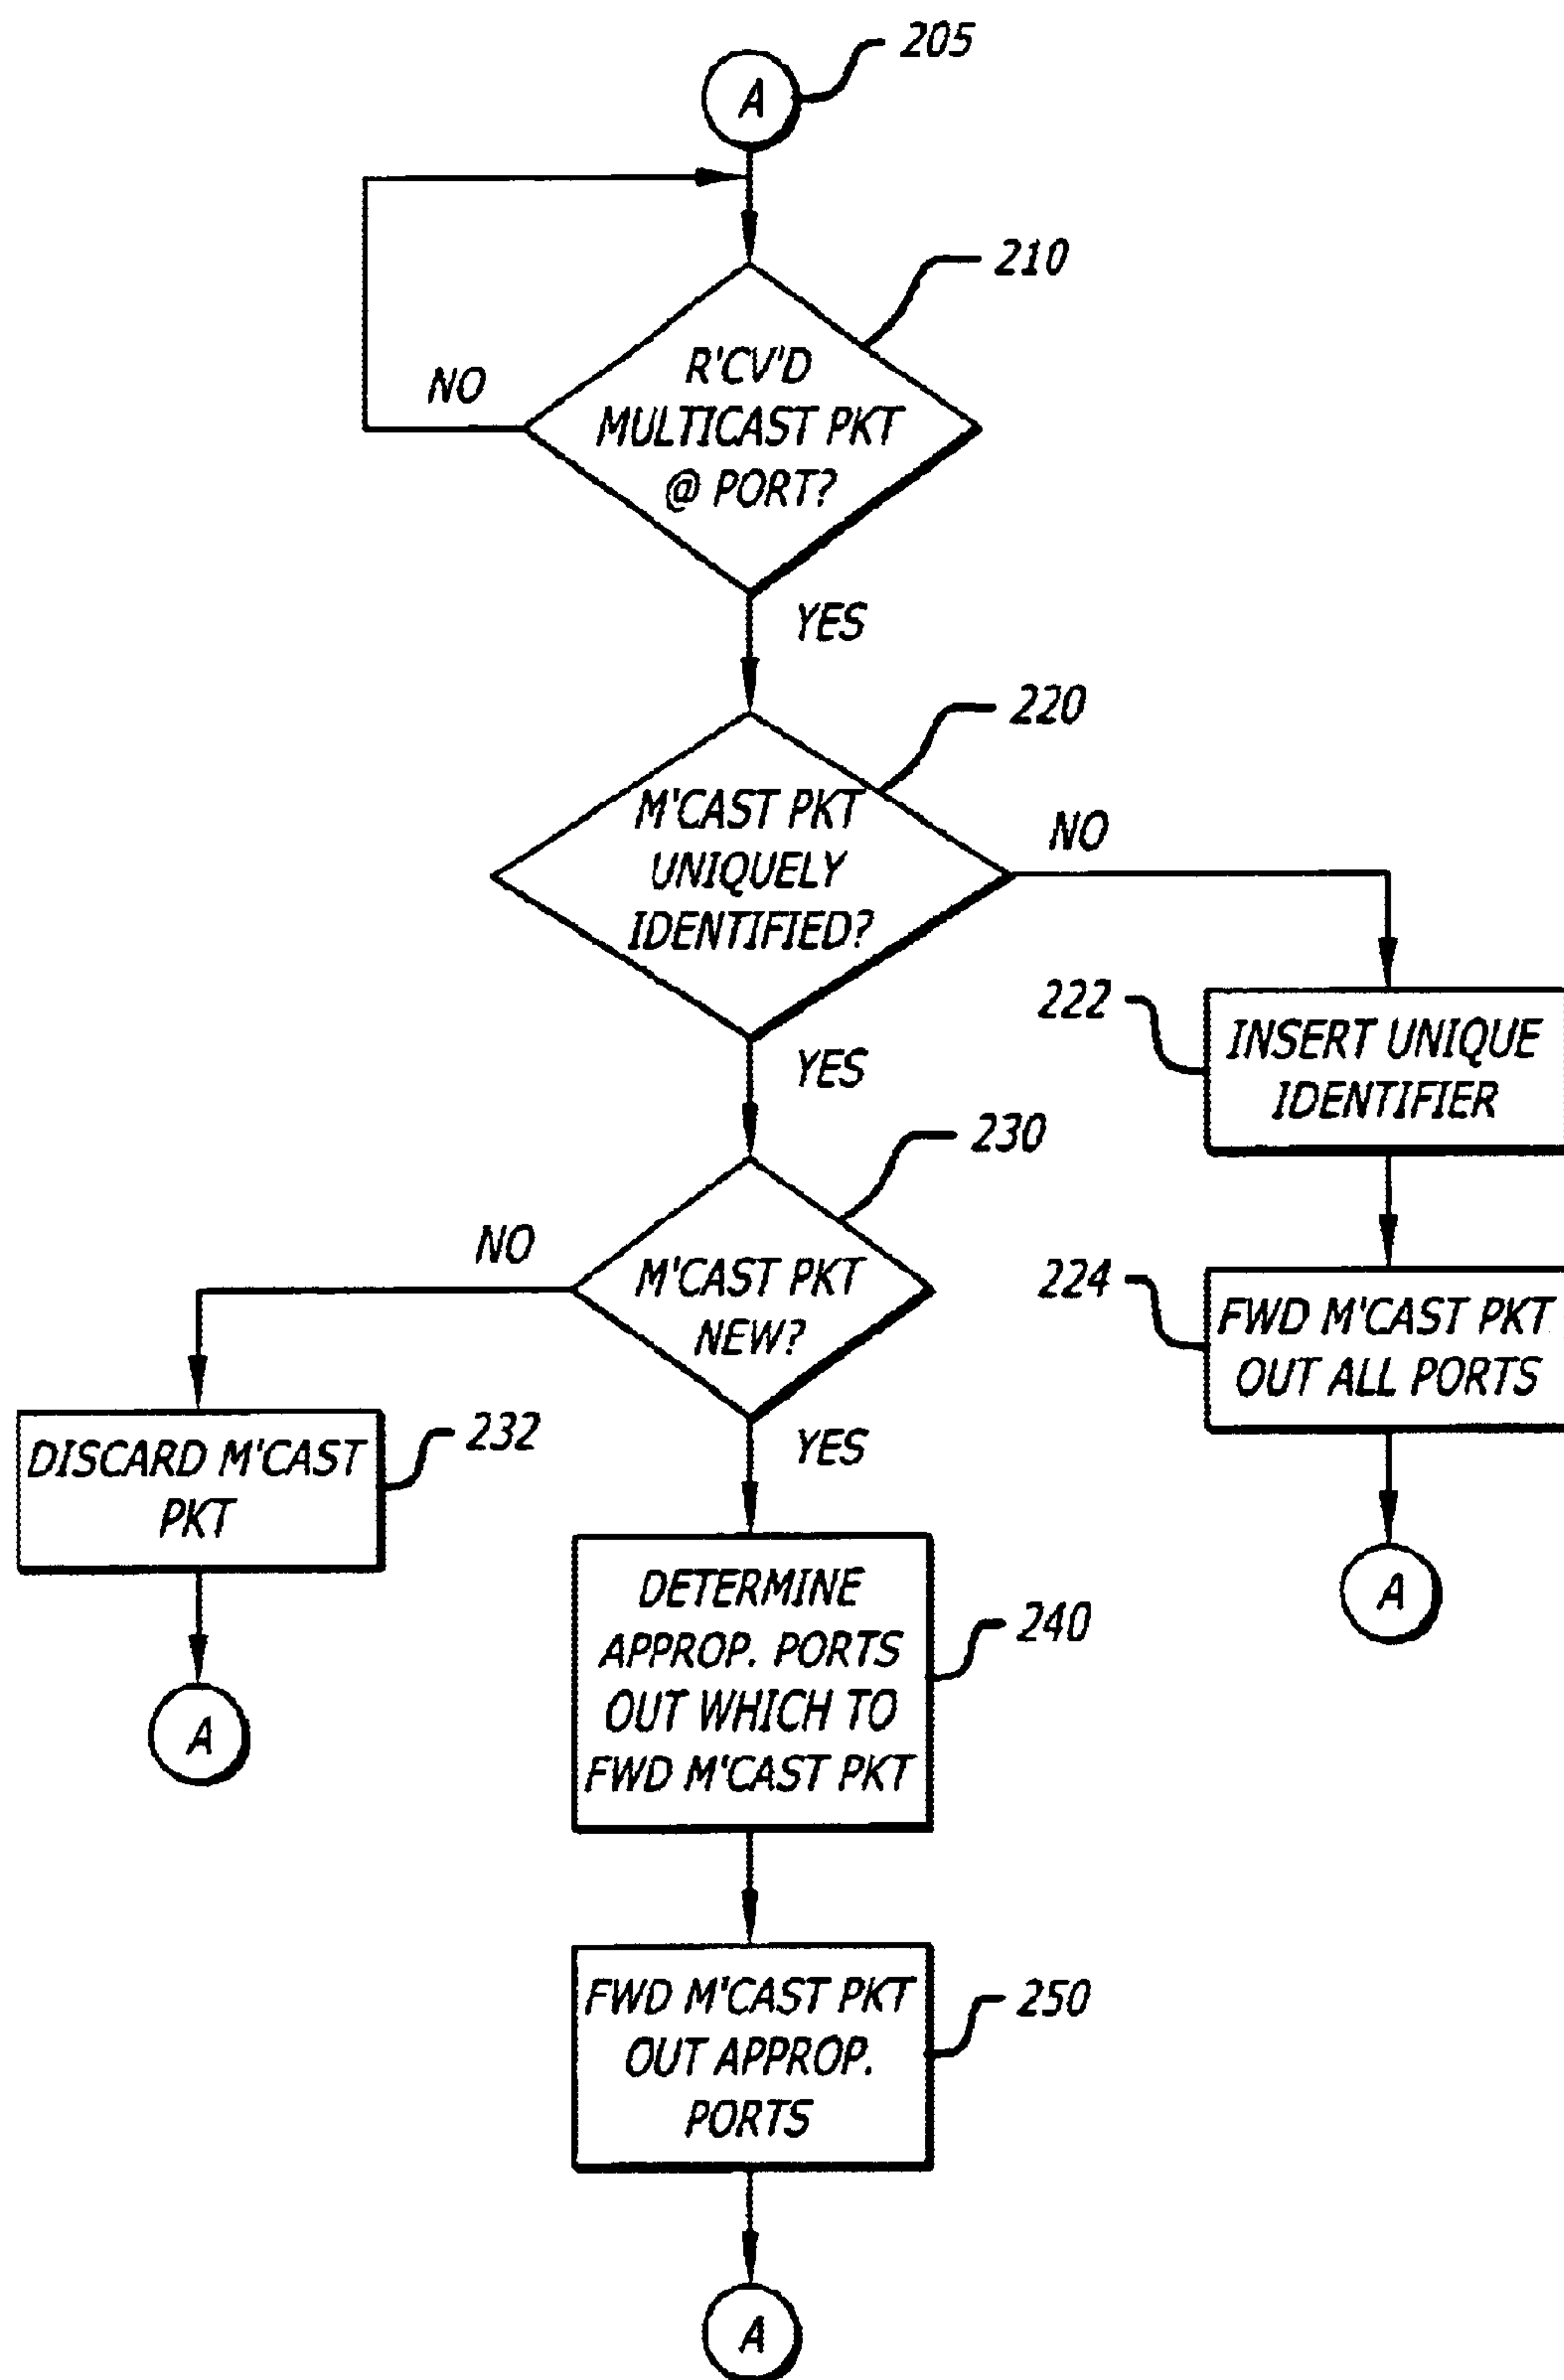 A
205
210
R'CV'D
MULTICAST PKT
@ PORT?
NO
YES
220
M'CAST PKT
UNIQUELY
IDENTIFIED?
NO
YES
222
INSERT UNIQUE
IDENTIFIER
230
M'CAST PKT
NEW?
NO
YES
224
FWD M'CAST PKT
OUT ALL PORTS
A
DISCARD M'CAST
PKT
232
A
DETERMINE
APPROP. PORTS
OUT WHICH TO
FWD M'CAST PKT
240
FWD M'CAST PKT
OUT APPROP.
PORTS
250
A